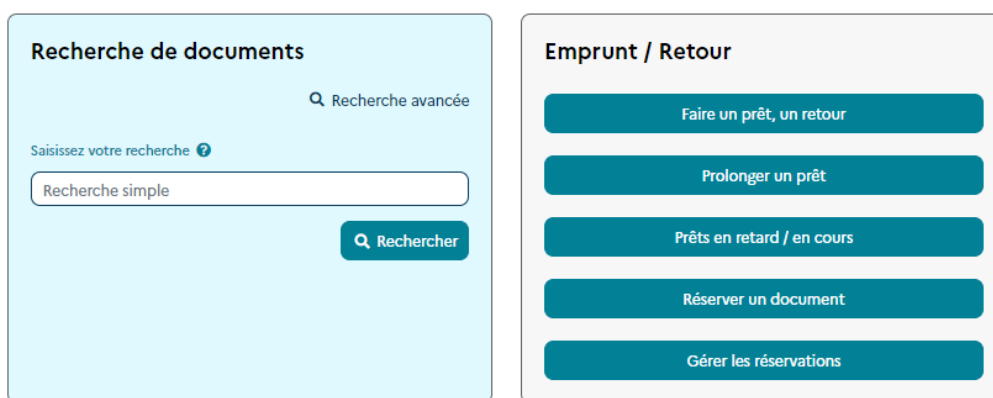 Recherche de documents
Recherche avancée
Saisissez votre recherche
Recherche simple
Rechercher
Emprunt / Retour
Faire un prêt, un retour
Prolonger un prêt
Prêts en retard / en cours
Réserver un document
Gérer les réservations